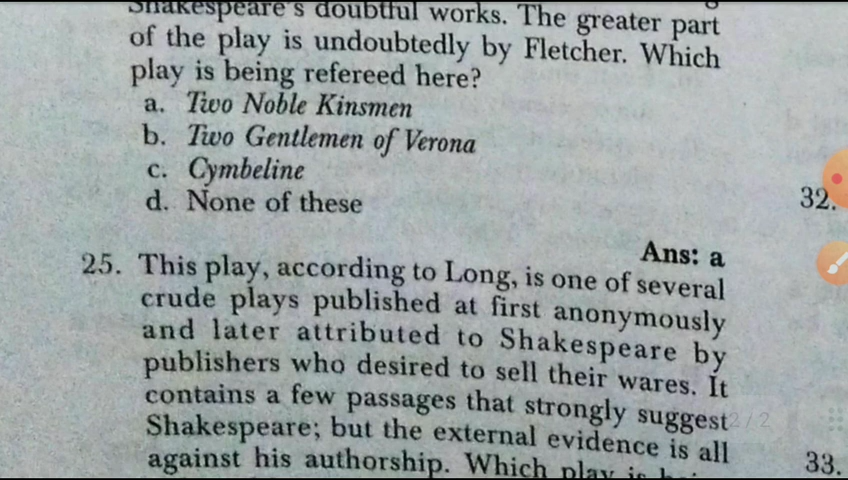 Shakespeare's doubtful works. The greater part
of the play is undoubtedly by Fletcher. Which
play is being refereed here?
a. Two Noble Kinsmen
b. Two Gentlemen of Verona
c. Cymbeline
d. None of these
Ans: a
25. This play, according to Long, is one of several
crude plays published at first anonymously
and later attributed to Shakespeare by
publishers who desired to sell their wares. It
contains a few passages that strongly suggest
Shakespeare; but the external evidence is all
against his authorship. Which play is
32.
33.
2/2